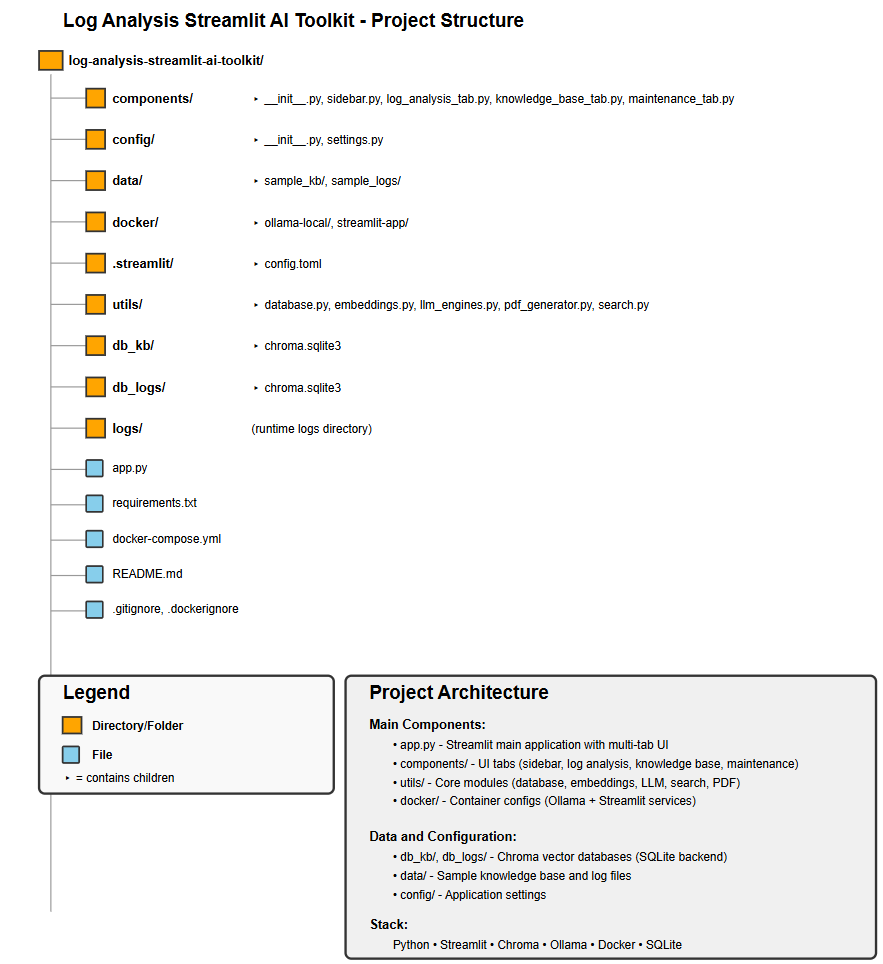 Log Analysis Streamlit AI Toolkit - Project Structure
log-analysis-streamlit-ai-toolkit/
components/ ‣ __init__.py, sidebar.py, log_analysis_tab.py, knowledge_base_tab.py, maintenance_tab.py
config/ ‣ __init__.py, settings.py
data/ ‣ sample_kb/, sample_logs/
docker/ ‣ ollama-local/, streamlit-app/
.streamlit/ ‣ config.toml
utils/ ‣ database.py, embeddings.py, llm_engines.py, pdf_generator.py, search.py
db_kb/ ‣ chroma.sqlite3
db_logs/ ‣ chroma.sqlite3
logs/ (runtime logs directory)
app.py
requirements.txt
docker-compose.yml
README.md
.gitignore, .dockerignore
Legend
Directory/Folder
File
‣ = contains children
Project Architecture
Main Components:
• app.py - Streamlit main application with multi-tab UI
• components/ - UI tabs (sidebar, log analysis, knowledge base, maintenance)
• utils/ - Core modules (database, embeddings, LLM, search, PDF)
• docker/ - Container configs (Ollama + Streamlit services)
Data and Configuration:
• db_kb/, db_logs/ - Chroma vector databases (SQLite backend)
• data/ - Sample knowledge base and log files
• config/ - Application settings
Stack:
Python • Streamlit • Chroma • Ollama • Docker • SQLite